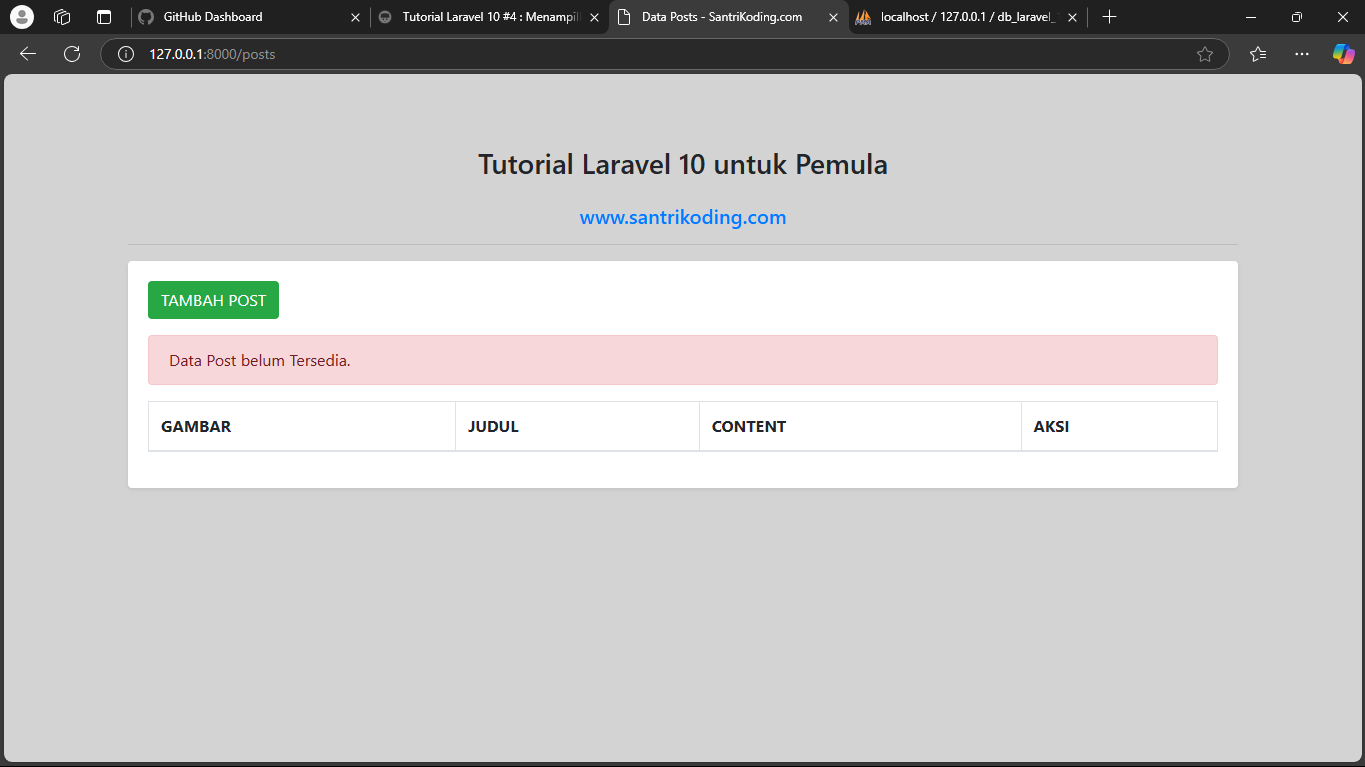 GitHub Dashboard
Tutorial Laravel 10 #4 : Menampil
Data Posts - SantriKoding.com
localhost / 127.0.0.1 / db_laravel_
127.0.0.1:8000/posts
Tutorial Laravel 10 untuk Pemula
www.santrikoding.com
TAMBAH POST
Data Post belum Tersedia.
GAMBAR JUDUL CONTENT AKSI